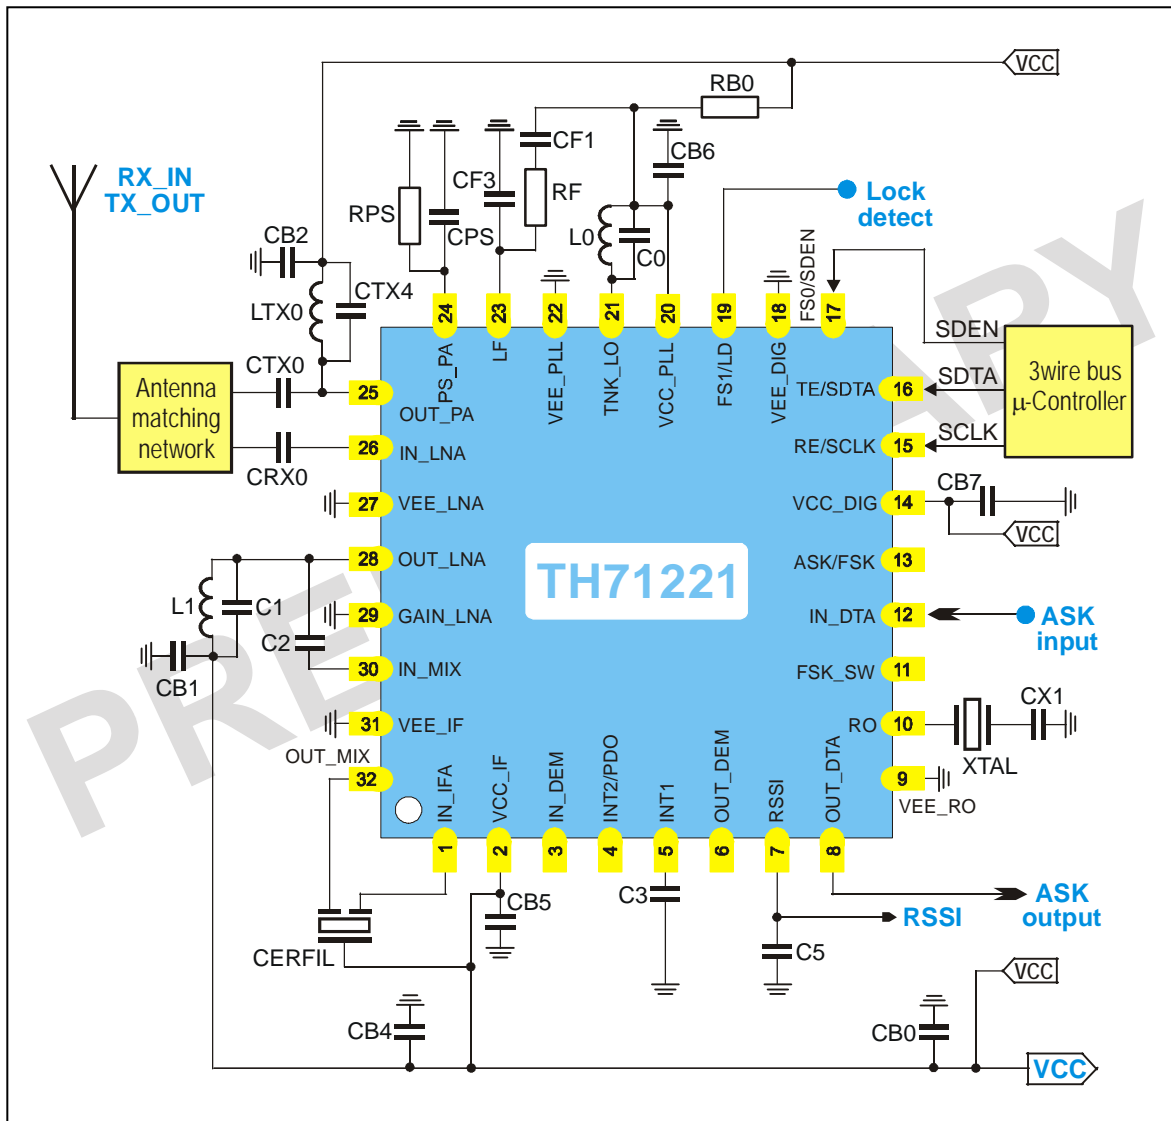 VCC
RB0
CF1
CB6
RX_IN
TX_OUT
CF3
RF
Lock
detect
RPS
CPS
L0
C0
CB2
CTX4
LTX0
FS0/SDEN
24
23
22
21
20
19
18
17
SDEN
PS_PA
LF
VEE_PLL
TNK_LO
VCC_PLL
FS1/LD
VEE_DIG
CTX0
Antenna
matching
network
25
OUT_PA
TE/SDTA
16
SDTA
3wire bus
µ-Controller
26
IN_LNA
RE/SCLK
15
SCLK
CRX0
27
VEE_LNA
VCC_DIG
14
CB7
VCC
28
OUT_LNA
TH71221
ASK/FSK
13
L1
C1
29
GAIN_LNA
IN_DTA
12
ASK
input
C2
30
IN_MIX
FSK_SW
11
CB1
31
VEE_IF
RO
10
CX1
XTAL
OUT_MIX
32
9
VEE_RO
IN_IFA
VCC_IF
IN_DEM
INT2/PDO
INT1
OUT_DEM
RSSI
OUT_DTA
1
2
3
4
5
6
7
8
CB5
C3
ASK
output
RSSI
CERFIL
C5
VCC
CB4
CB0
VCC